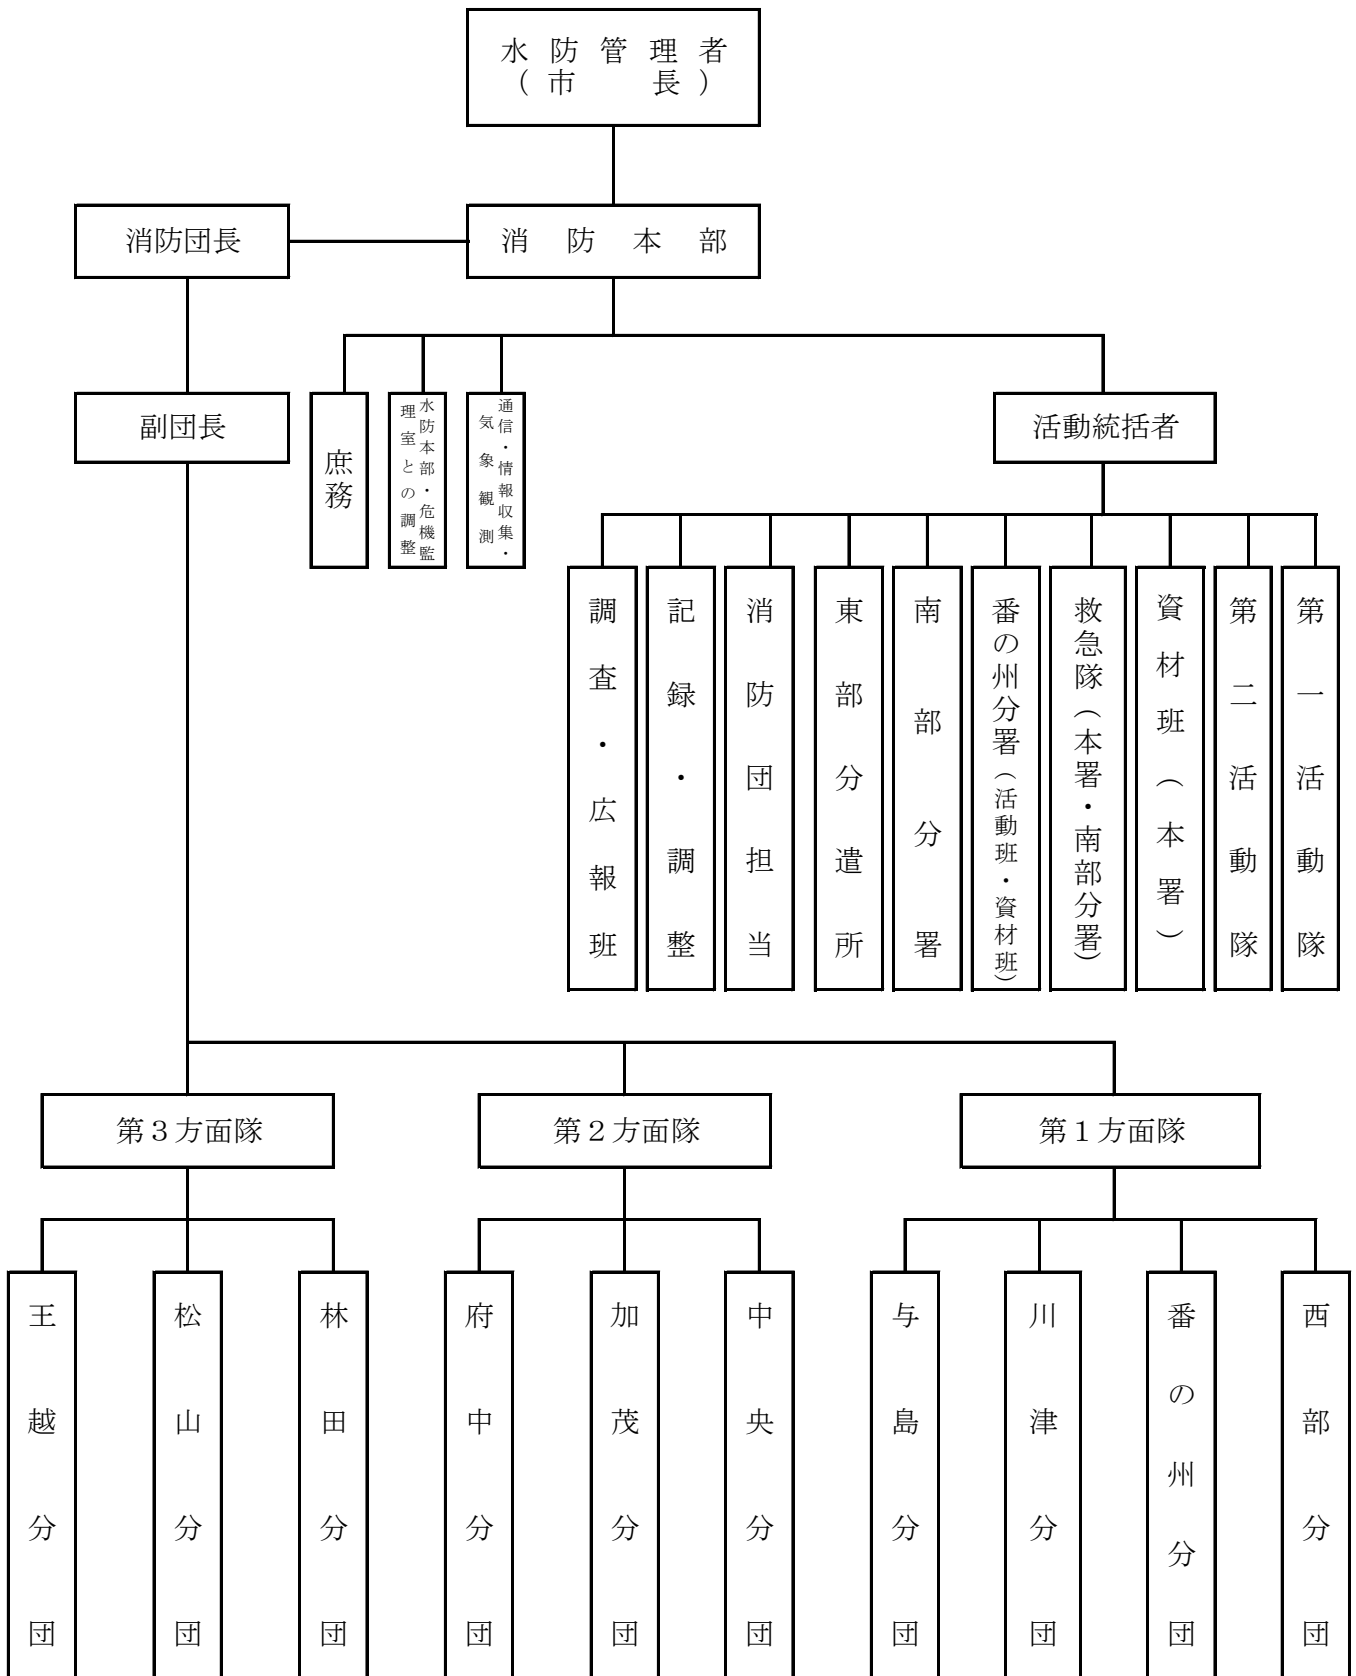 水防管理者
(市長)
消防団長
消防本部
副団長
庶務
水防本部・危機監
理室との調整
通信・情報収集・
気象観測
活動統括者
調査・広報班
記録・調整
消防団担当
東部分遣所
南部分署
番の州分署(活動班・資材班)
救急隊(本署・南部分署)
資材班(本署)
第二活動隊
第一活動隊
第3方面隊
第2方面隊
第1方面隊
王越分団
松山分団
林田分団
府中分団
加茂分団
中央分団
与島分団
川津分団
番の州分団
西部分団